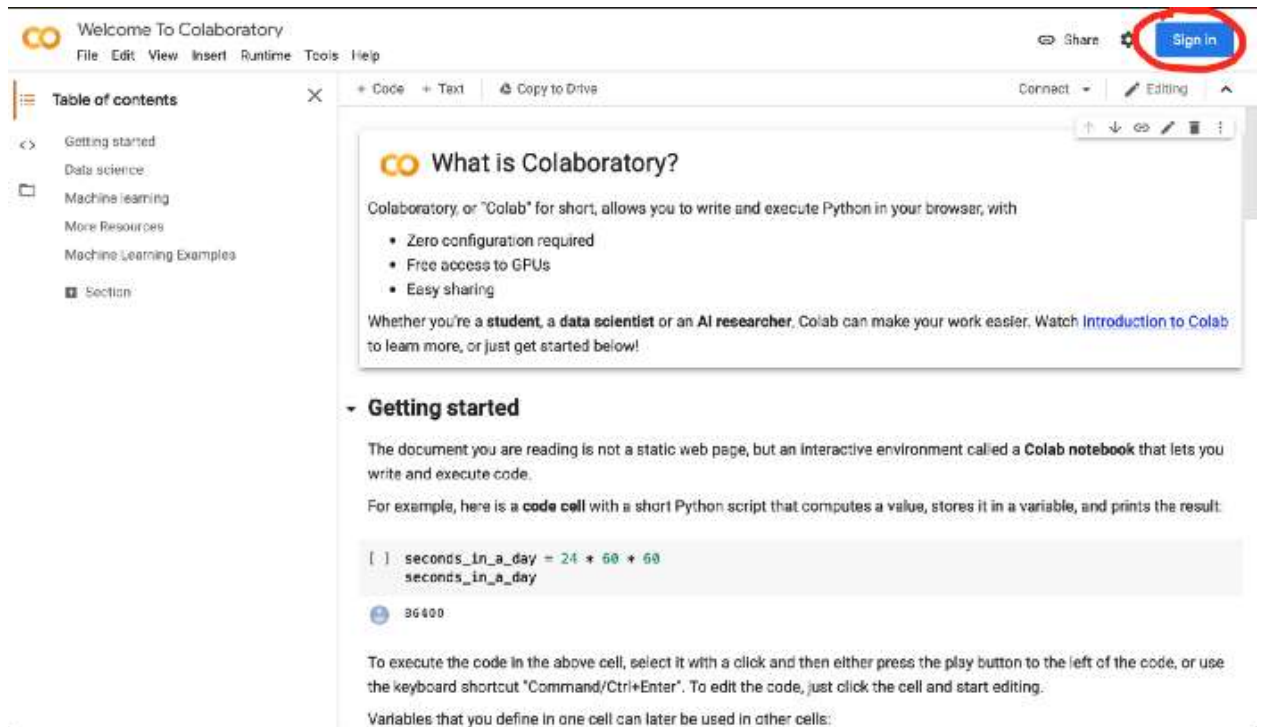 CO Welcome To Colaboratory
File Edit View Insert Runtime Tools Help
Share
Sign in
Table of contents
Getting started
Data science
Machine learning
More Resources
Machine Learning Examples
Section
+ Code + Text Copy to Drive
Connect Editing
CO What is Colaboratory?
Colaboratory, or "Colab" for short, allows you to write and execute Python in your browser, with
• Zero configuration required
• Free access to GPUs
• Easy sharing
Whether you're a student, a data scientist or an AI researcher, Colab can make your work easier. Watch Introduction to Colab
to learn more, or just get started below!
Getting started
The document you are reading is not a static web page, but an interactive environment called a Colab notebook that lets you
write and execute code.
For example, here is a code cell with a short Python script that computes a value, stores it in a variable, and prints the result:
[ ] seconds_in_a_day = 24 * 60 * 60
seconds_in_a_day
86400
To execute the code in the above cell, select it with a click and then either press the play button to the left of the code, or use
the keyboard shortcut "Command/Ctrl+Enter". To edit the code, just click the cell and start editing.
Variables that you define in one cell can later be used in other cells: